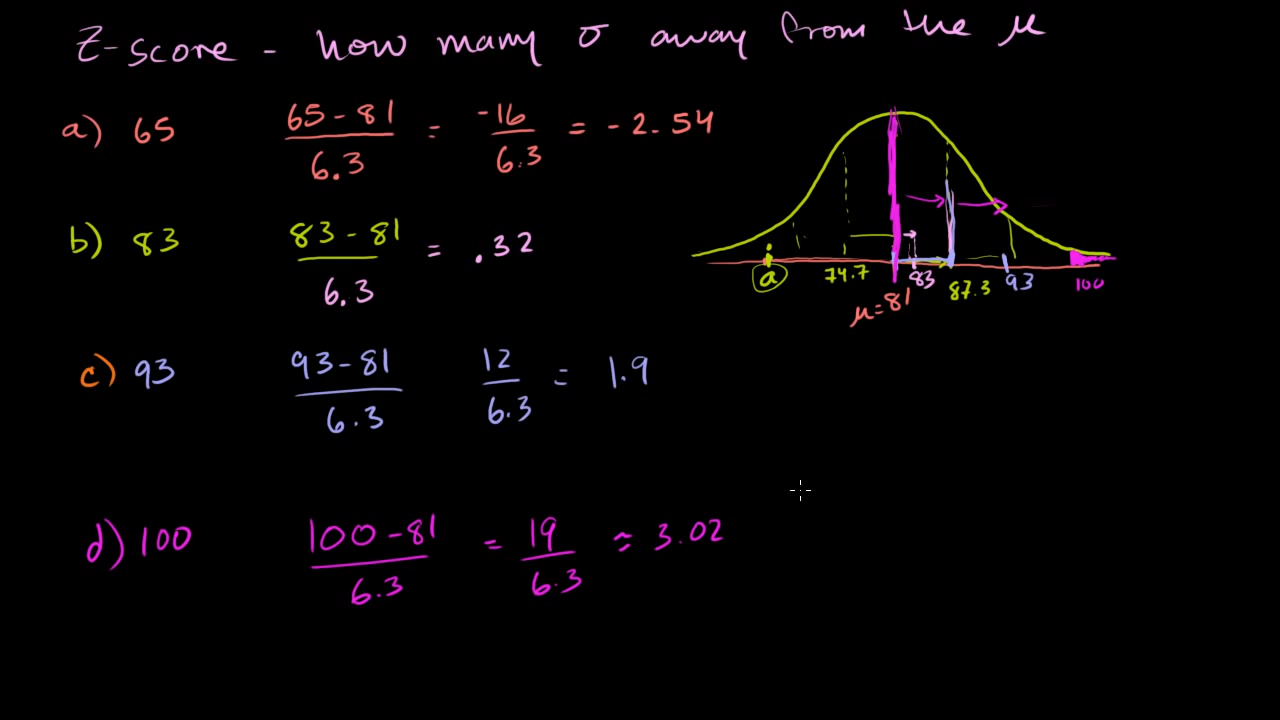 Z-score - how many σ away from the μ
a) 65 65-81/6.3 = -16/6.3 = -2.54
b) 83 83-81/6.3 = .32
c) 93 93-81/6.3 12/6.3 = 1.9
d) 100 100-81/6.3 = 19/6.3 ≈ 3.02
a 74.7 83 87.3 93 100
μ=81